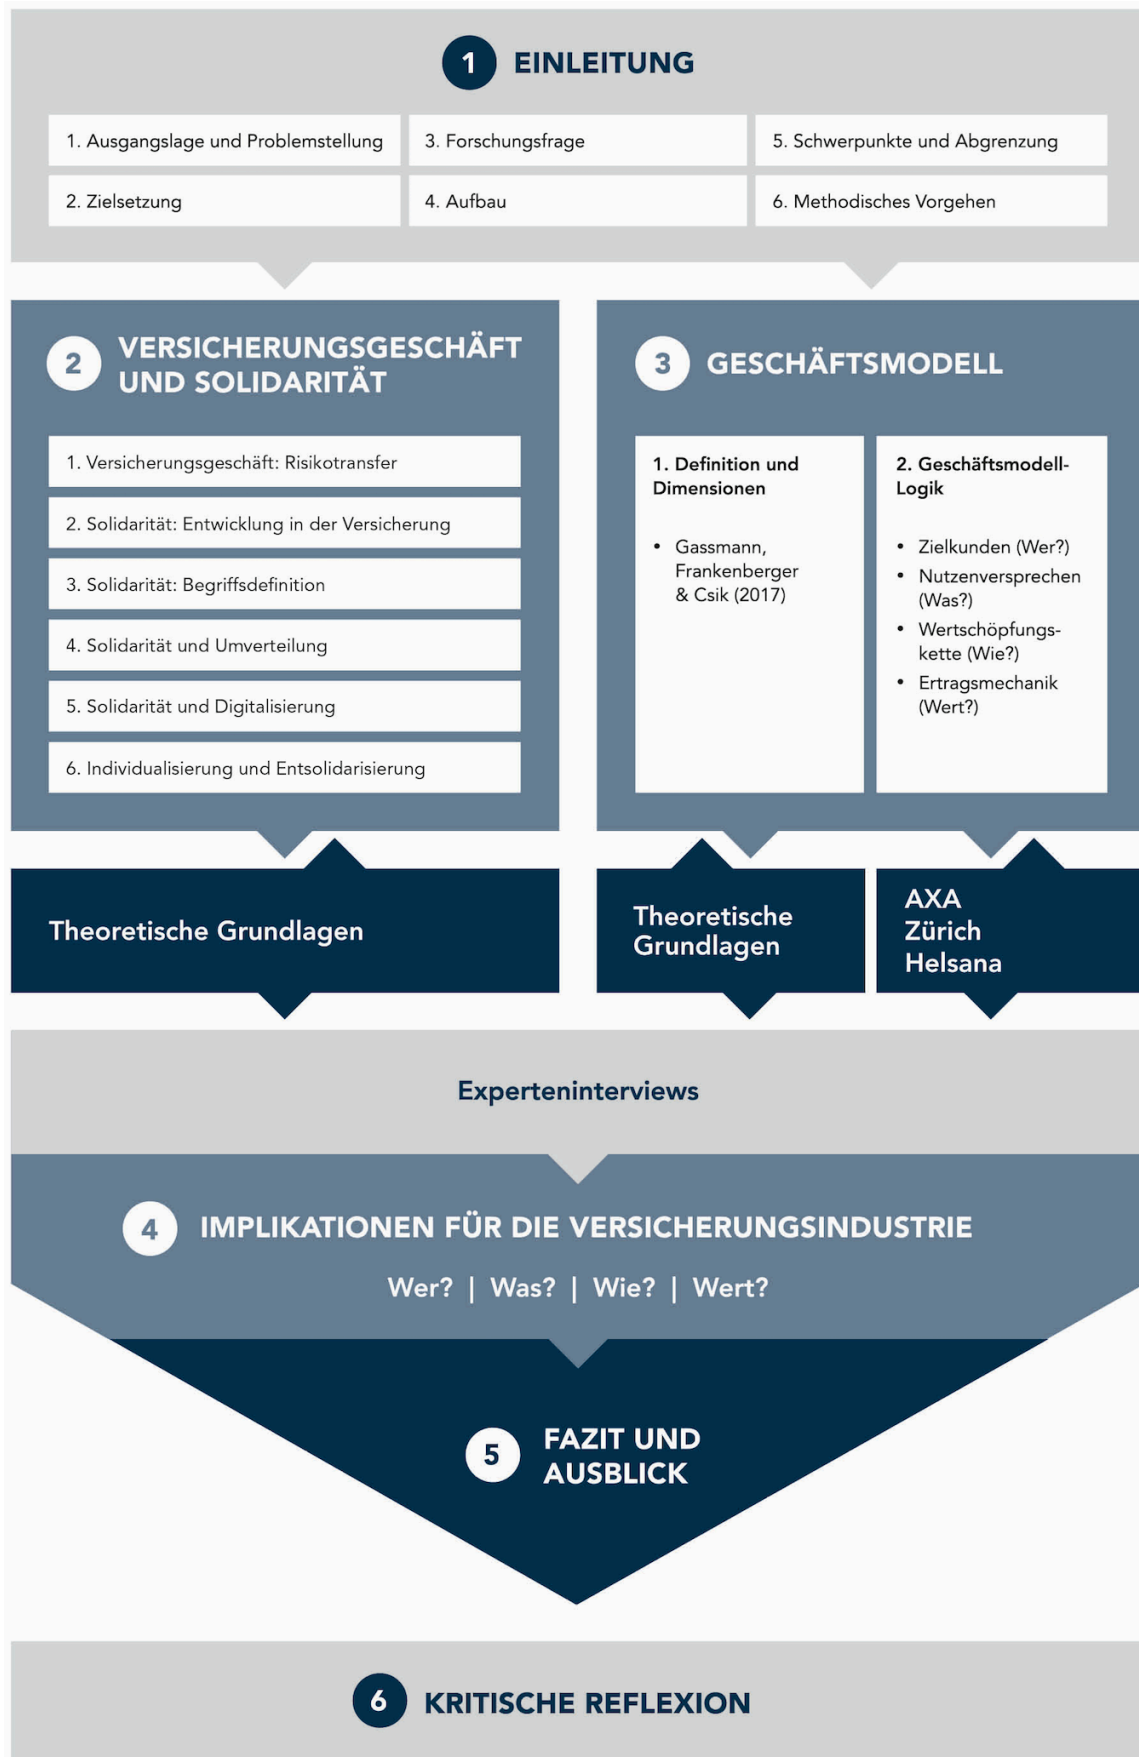 1 EINLEITUNG
1. Ausgangslage und Problemstellung
3. Forschungsfrage
5. Schwerpunkte und Abgrenzung
2. Zielsetzung
4. Aufbau
6. Methodisches Vorgehen
2 VERSICHERUNGSGESCHÄFT
UND SOLIDARITÄT
1. Versicherungsgeschäft: Risikotransfer
2. Solidarität: Entwicklung in der Versicherung
3. Solidarität: Begriffsdefinition
4. Solidarität und Umverteilung
5. Solidarität und Digitalisierung
6. Individualisierung und Entsolidarisierung
3 GESCHÄFTSMODELL
1. Definition und
Dimensionen
• Gassmann,
Frankenberger
& Csik (2017)
2. Geschäftsmodell-
Logik
• Zielkunden (Wer?)
• Nutzenversprechen
(Was?)
• Wertschöpfungs-
kette (Wie?)
• Ertragsmechanik
(Wert?)
Theoretische Grundlagen
Theoretische
Grundlagen
AXA
Zürich
Helsana
Experteninterviews
4 IMPLIKATIONEN FÜR DIE VERSICHERUNGSINDUSTRIE
Wer? | Was? | Wie? | Wert?
5 FAZIT UND
AUSBLICK
6 KRITISCHE REFLEXION